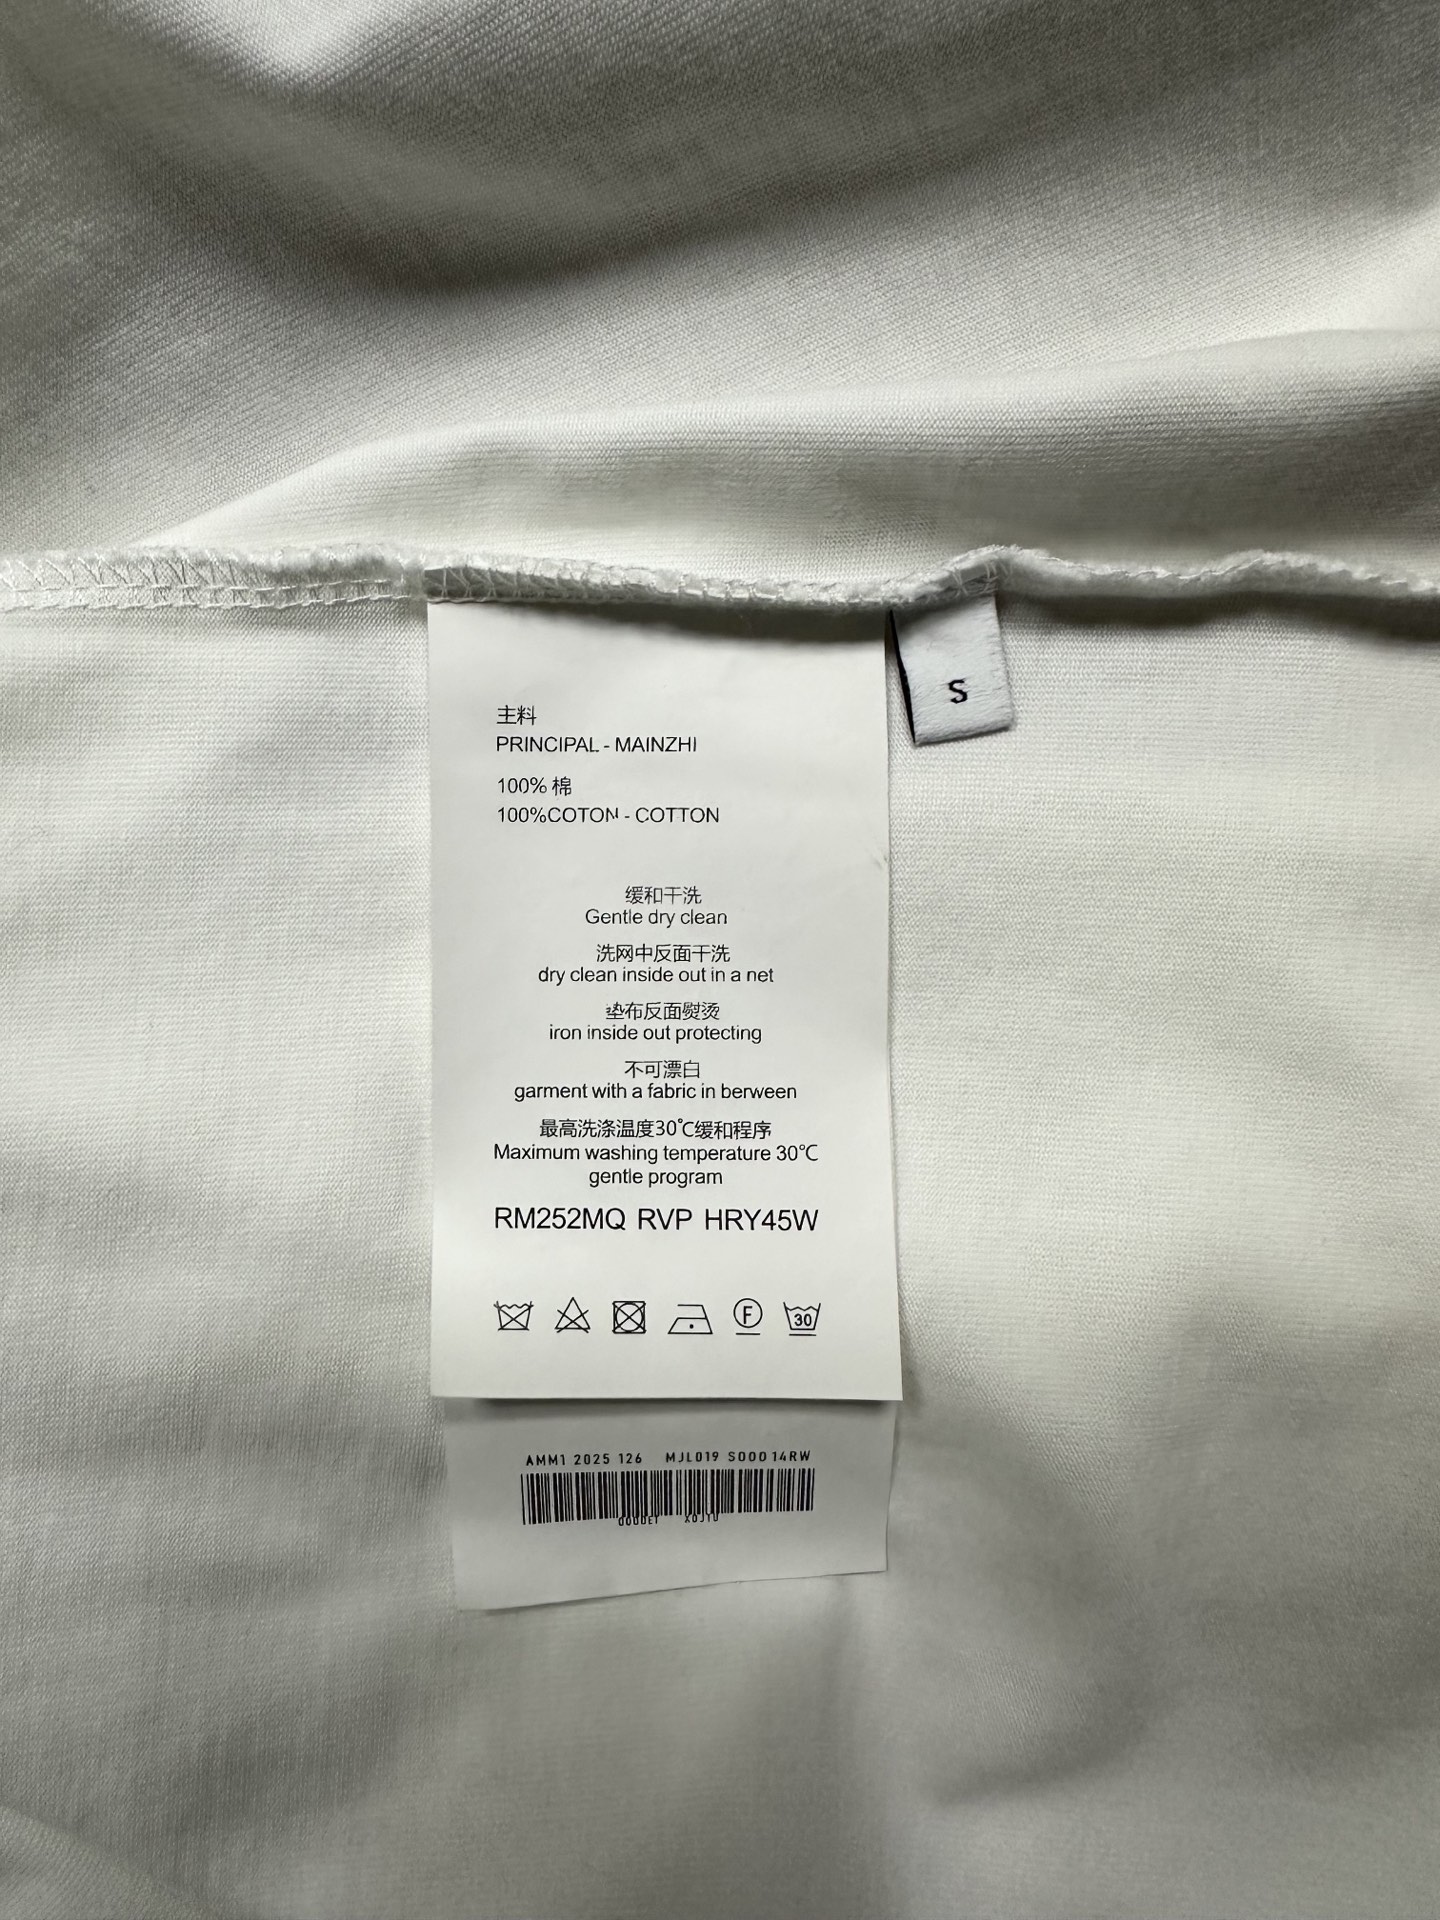 S
主料
PRINCIPAL - MAINZHI
100% 棉
100%COTON - COTTON
缓和干洗
Gentle dry clean
洗网中反面干洗
dry clean inside out in a net
垫布反面熨烫
iron inside out protecting
不可漂白
garment with a fabric in berween
最高洗涤温度30℃缓和程序
Maximum washing temperature 30℃
gentle program
RM252MQ RVP HRY45W
F 30
AMM1 2025 126 MJL019 S00014RW